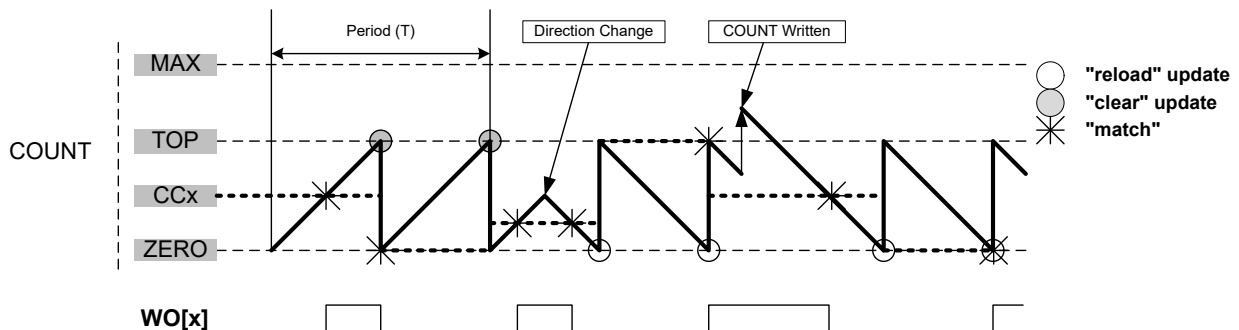 Period (T)
Direction Change
COUNT Written
MAX
"reload" update
"clear" update
TOP
"match"
COUNT
CCx
ZERO
WO[x]